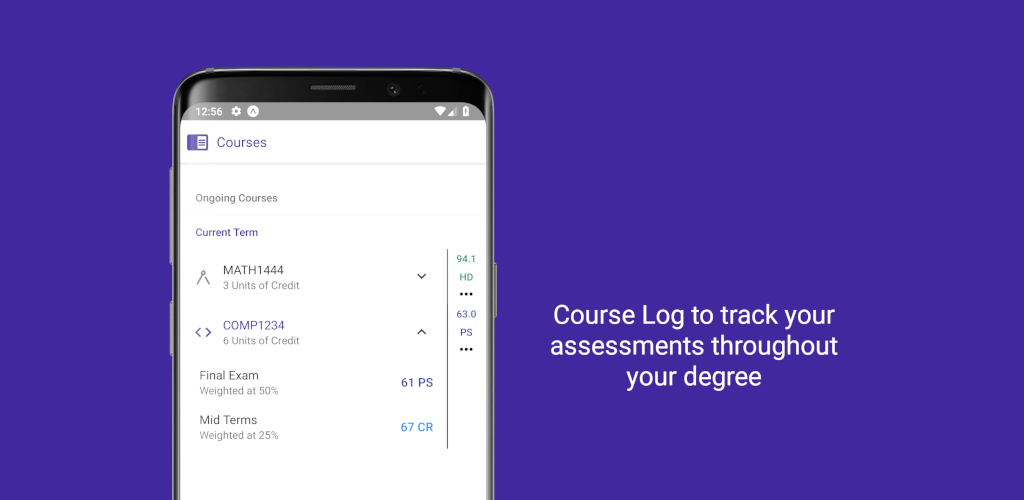 12:56
Courses
Ongoing Courses
Current Term
MATH1444
3 Units of Credit
94.1
HD
COMP1234
6 Units of Credit
63.0
PS
Final Exam
Weighted at 50%
61 PS
Mid Terms
Weighted at 25%
67 CR
Course Log to track your
assessments throughout
your degree